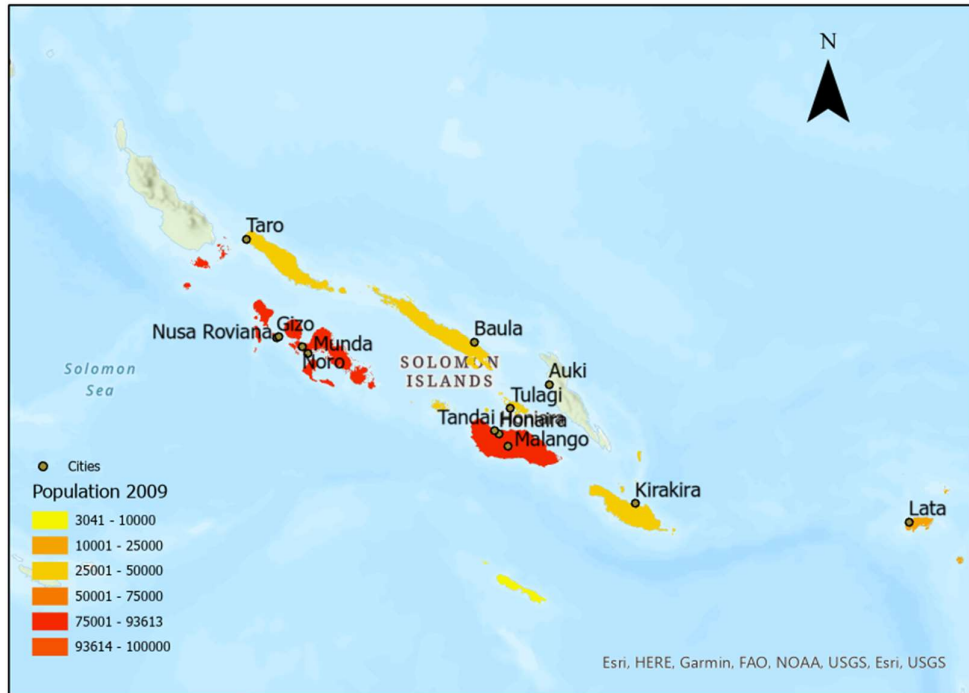 N
Taro
Gizo
Nusa Roviana
Munda
Noro
Baula
SOLOMON
ISLANDS
Solomon
Sea
Auki
Tulagi
Tandai
Honiara
Malango
Kirakira
Lata
Cities
Population 2009
3041 - 10000
10001 - 25000
25001 - 50000
50001 - 75000
75001 - 93613
93614 - 100000
Esri, HERE, Garmin, FAO, NOAA, USGS, Esri, USGS